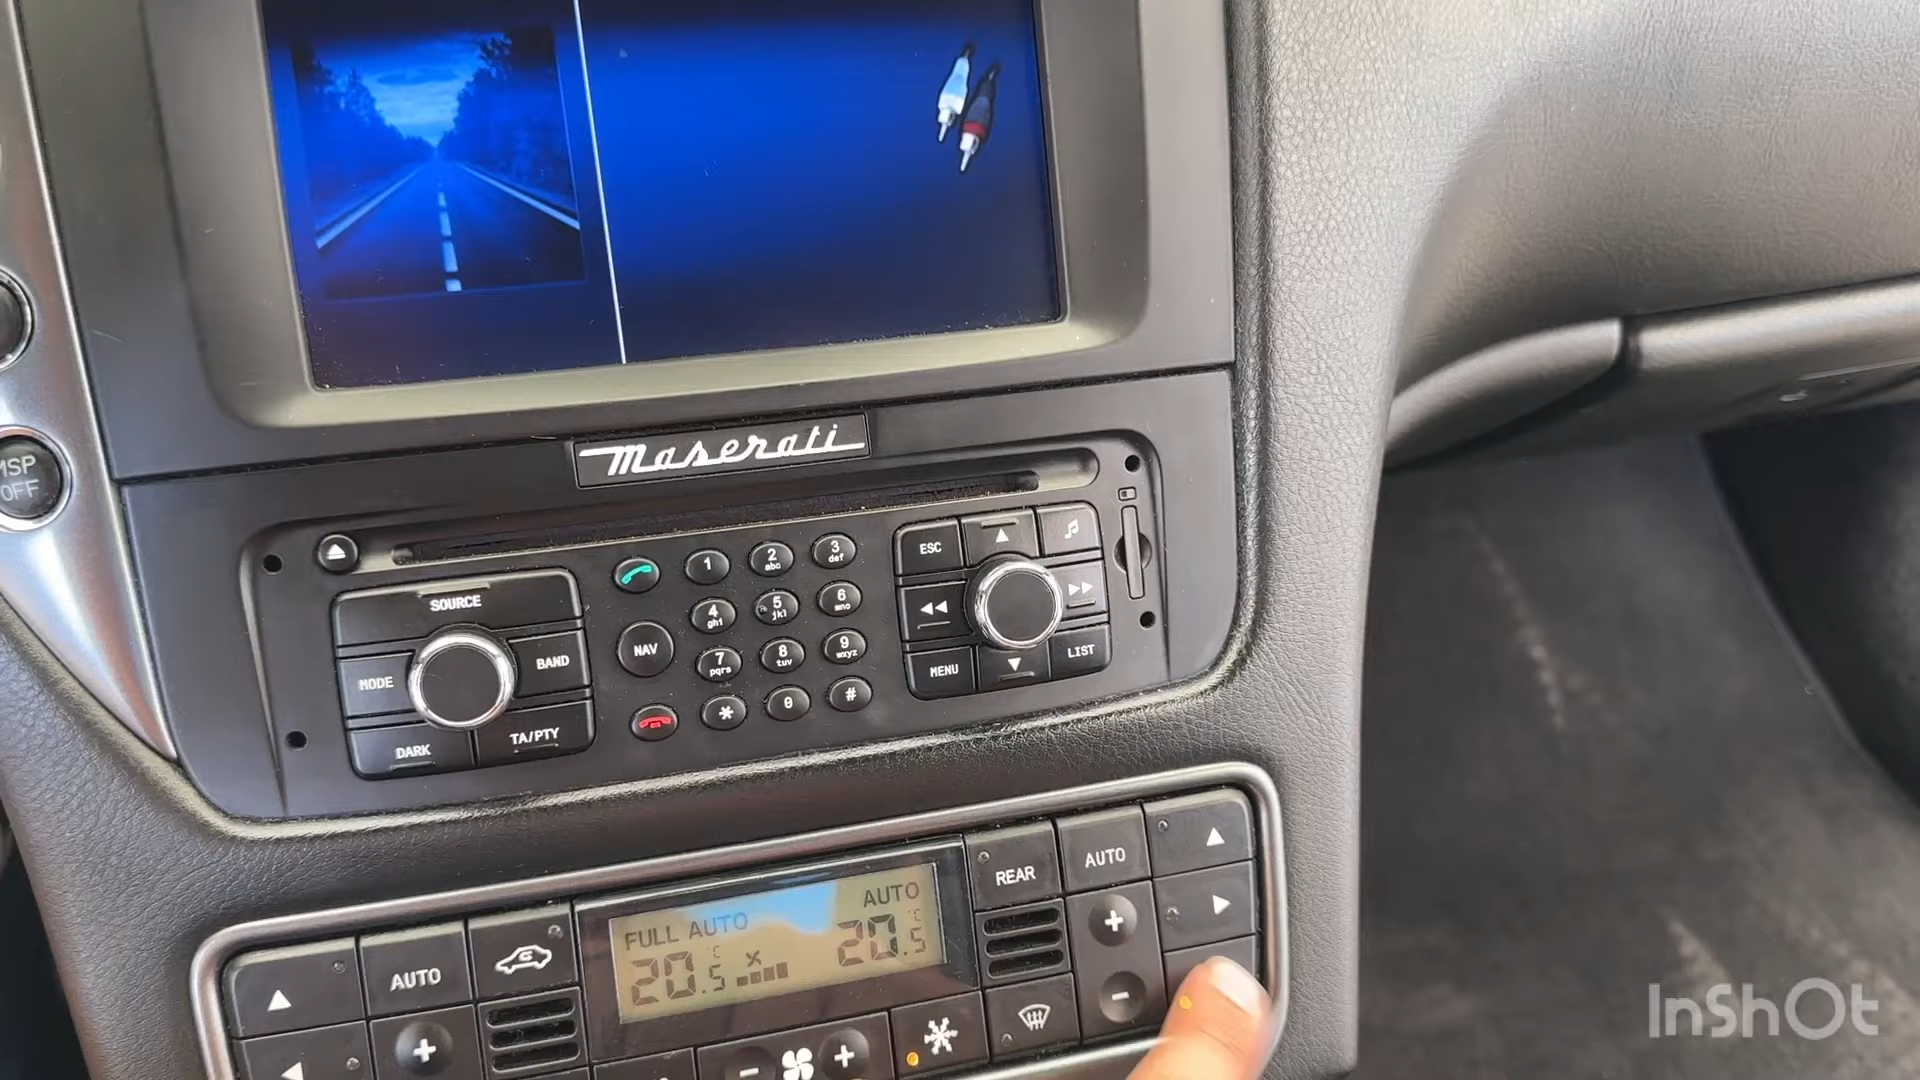 MSP
OFF
Maserati
SOURCE
MODE
BAND
DARK
TA/PTY
NAV
1
2
abc
3
def
4
ghi
5
jkl
6
mno
7
pqrs
8
tuv
9
wxyz
*
0
#
ESC
MENU
LIST
AUTO
FULL AUTO
20.5 °C
AUTO
20.5 °C
REAR
AUTO
+
-
+
-
+
InShOt